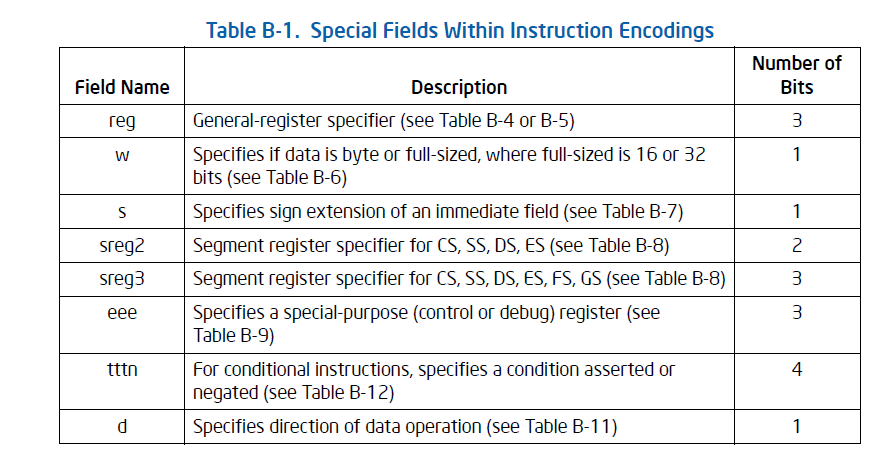 Table B-1. Special Fields Within Instruction Encodings
Field Name Description Number of Bits
reg General-register specifier (see Table B-4 or B-5) 3
w Specifies if data is byte or full-sized, where full-sized is 16 or 32 1
bits (see Table B-6)
s Specifies sign extension of an immediate field (see Table B-7) 1
sreg2 Segment register specifier for CS, SS, DS, ES (see Table B-8) 2
sreg3 Segment register specifier for CS, SS, DS, ES, FS, GS (see Table B-8) 3
eee Specifies a special-purpose (control or debug) register (see 3
Table B-9)
tttn For conditional instructions, specifies a condition asserted or 4
negated (see Table B-12)
d Specifies direction of data operation (see Table B-11) 1